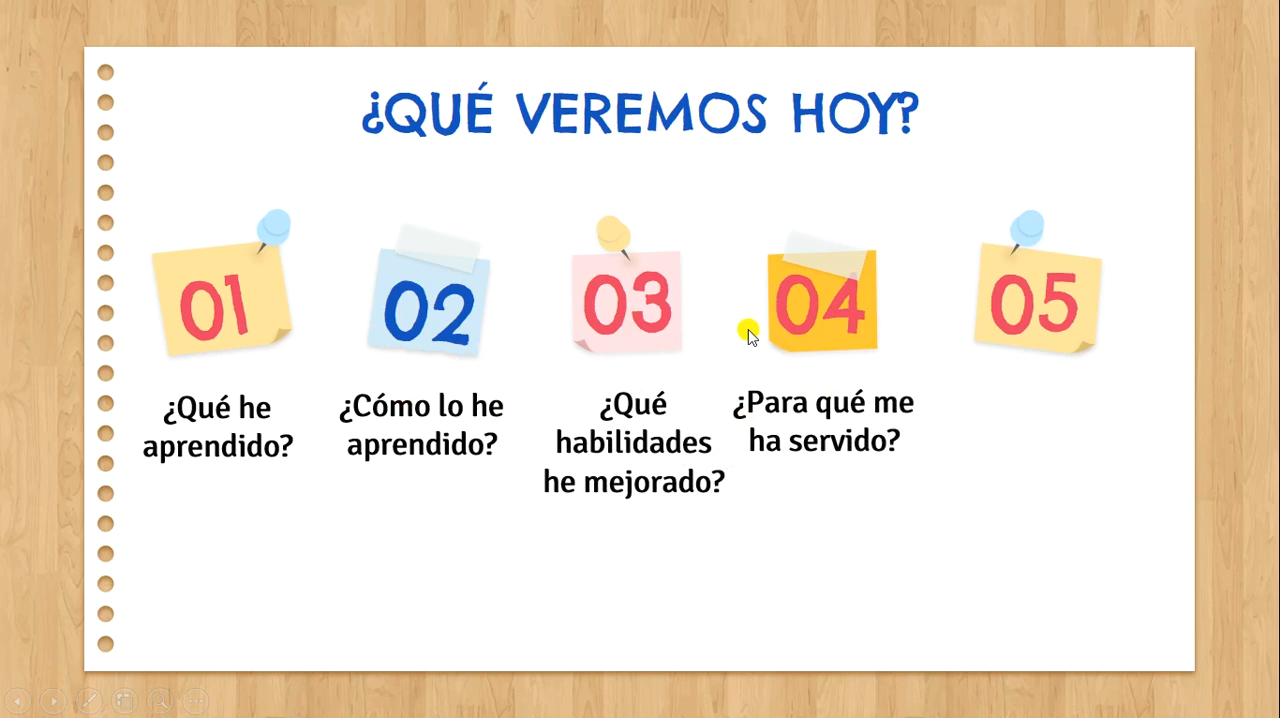 ¿QUÉ VEREMOS HOY?
01
02
03
04
05
¿Qué he
aprendido?
¿Cómo lo he
aprendido?
¿Qué
habilidades
he mejorado?
¿Para qué me
ha servido?